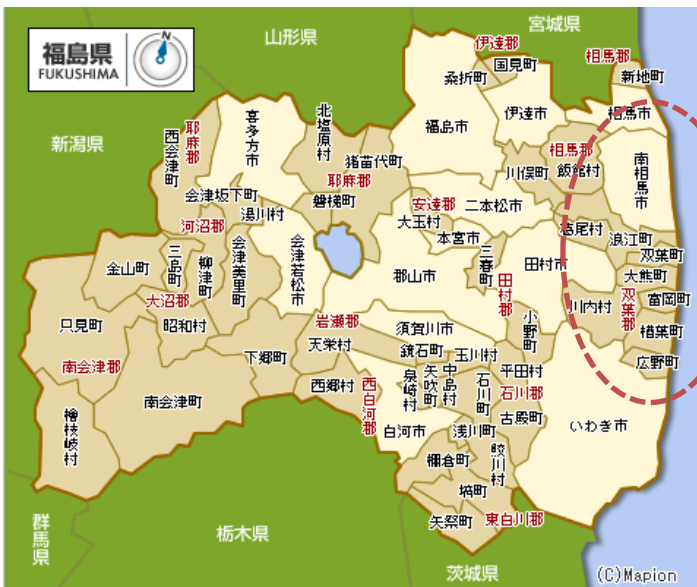 福島県
FUKUSHIMA
N
山形県
宮城県
新潟県
群馬県
栃木県
茨城県
伊達郡
国見町
桑折町
相馬郡
新地町
相馬市
伊達市
福島市
喜多方市
北塩原村
耶麻郡
西会津町
猪苗代町
耶麻郡
磐梯町
相馬郡
飯舘村
南相馬市
川俣町
会津坂下町
湯川村
河沼郡
安達郡
大玉村
二本松市
本宮市
葛尾村
浪江町
双葉町
大熊町
双葉郡
富岡町
川内村
楢葉町
広野町
田村市
三春町
田村郡
小野町
郡山市
会津若松市
会津美里町
柳津町
三島町
金山町
大沼郡
昭和村
只見町
南会津郡
下郷町
南会津町
檜枝岐村
岩瀬郡
天栄村
須賀川市
鏡石町
玉川村
平田村
西郷村
西白河郡
泉崎村
矢吹町
中島村
石川町
石川郡
古殿町
白河市
浅川町
鮫川村
棚倉町
塙町
矢祭町
東白川郡
いわき市
(C)Mapion